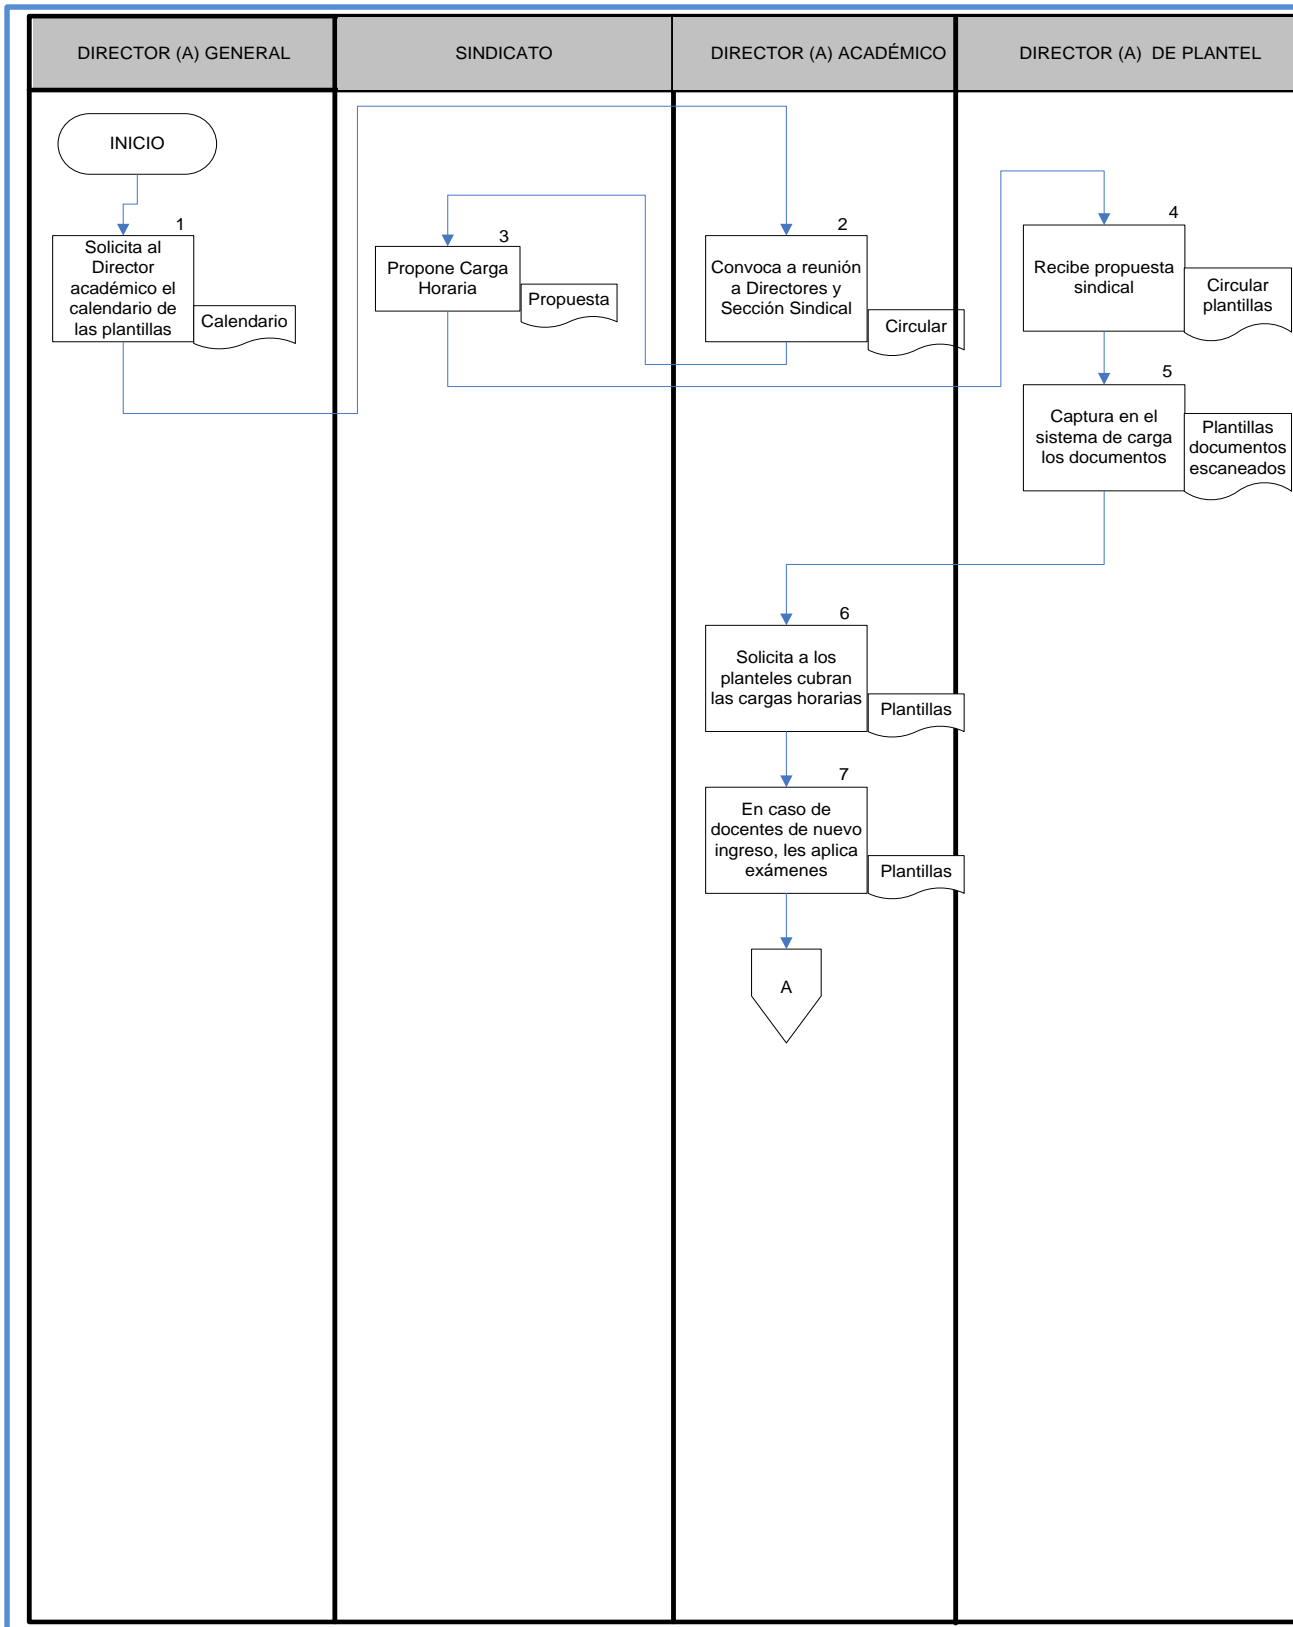 DIRECTOR (A) GENERAL
SINDICATO
DIRECTOR (A) ACADÉMICO
DIRECTOR (A)  DE PLANTEL
INICIO
1
Solicita al
Director
académico el
calendario de
las plantillas
Calendario
2
Convoca a reunión
a Directores y
Sección Sindical
Circular
3
Propone Carga
Horaria
Propuesta
4
Recibe propuesta
sindical
Circular
plantillas
5
Captura en el
sistema de carga
los documentos
Plantillas
documentos
escaneados
6
Solicita a los
planteles cubran
las cargas horarias
Plantillas
7
En caso de
docentes de nuevo
ingreso, les aplica
exámenes
Plantillas
A